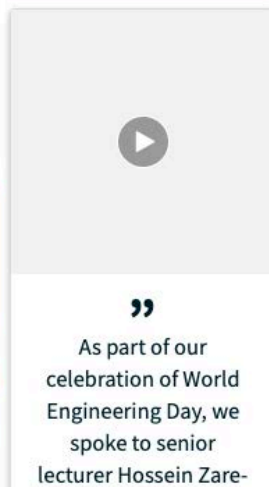 ”
As part of our
celebration of World
Engineering Day, we
spoke to senior
lecturer Hossein Zare-